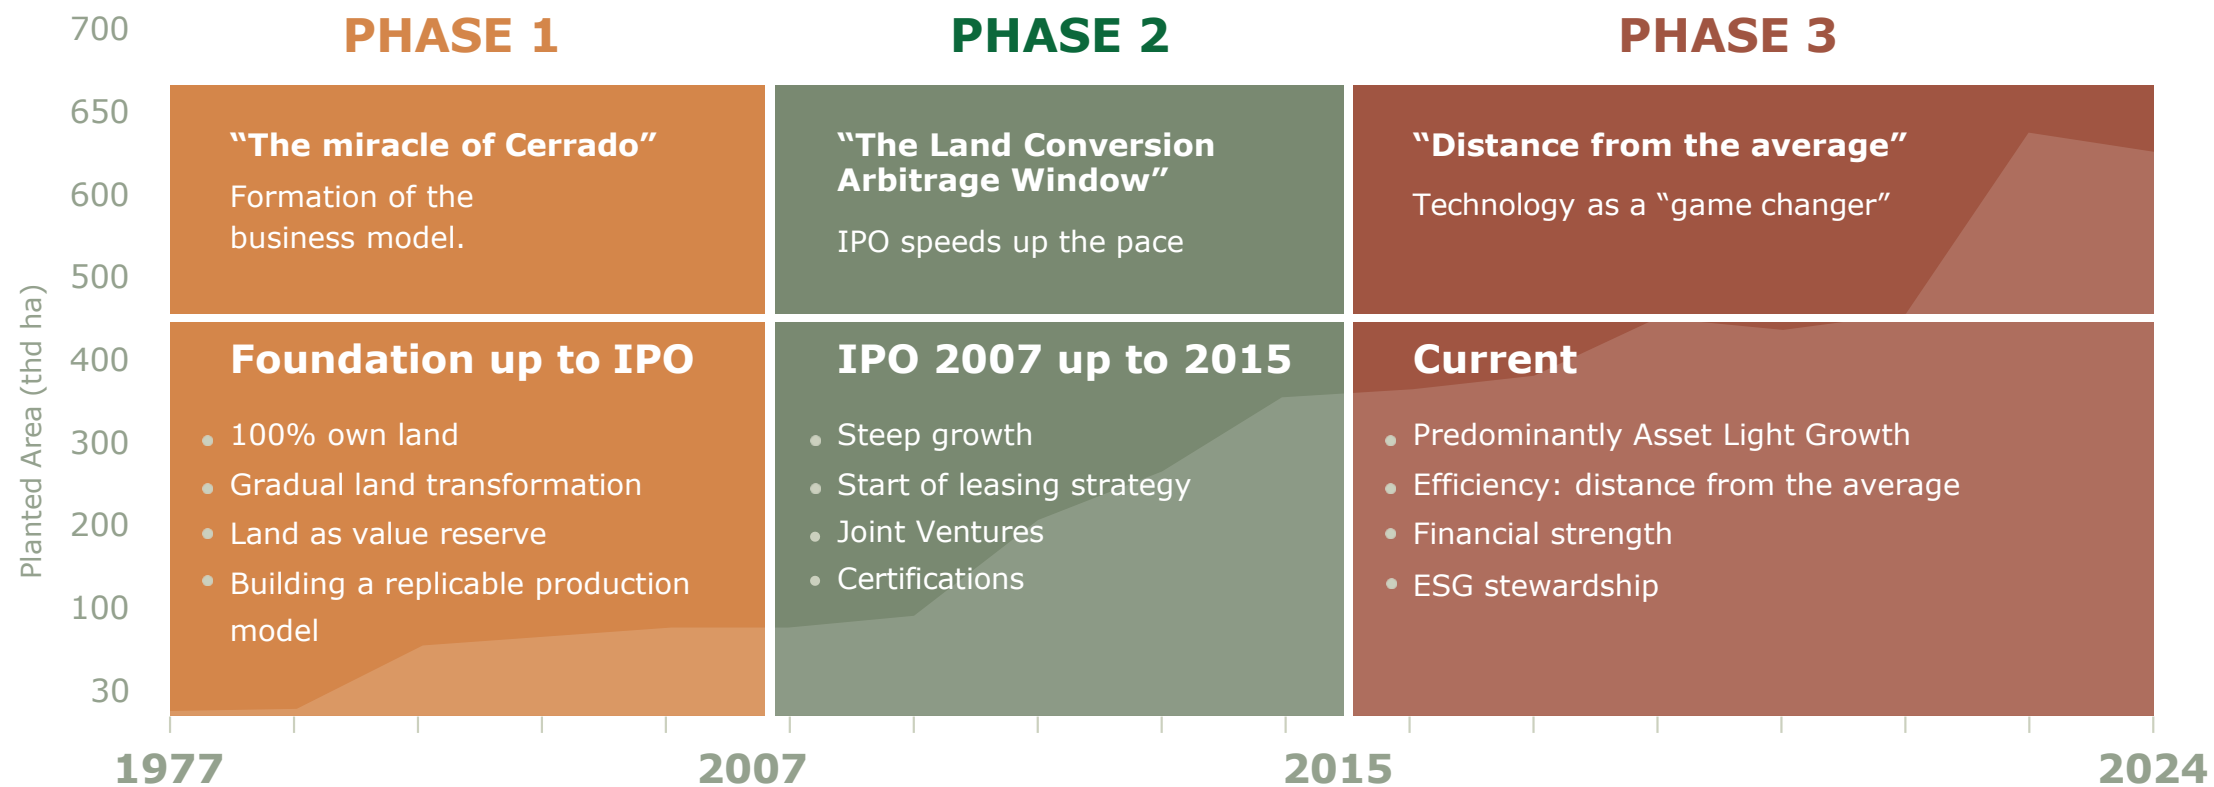 PHASE 1
PHASE 2
PHASE 3
700
650
600
500
400
300
200
100
30
Planted Area (thd ha)
“The miracle of Cerrado”
Formation of the
business model.
Foundation up to IPO
100% own land
Gradual land transformation
Land as value reserve
Building a replicable production
model
“The Land Conversion
Arbitrage Window”
IPO speeds up the pace
IPO 2007 up to 2015
Steep growth
Start of leasing strategy
Joint Ventures
Certifications
“Distance from the average”
Technology as a “game changer”
Current
Predominantly Asset Light Growth
Efficiency: distance from the average
Financial strength
ESG stewardship
1977
2007
2015
2024